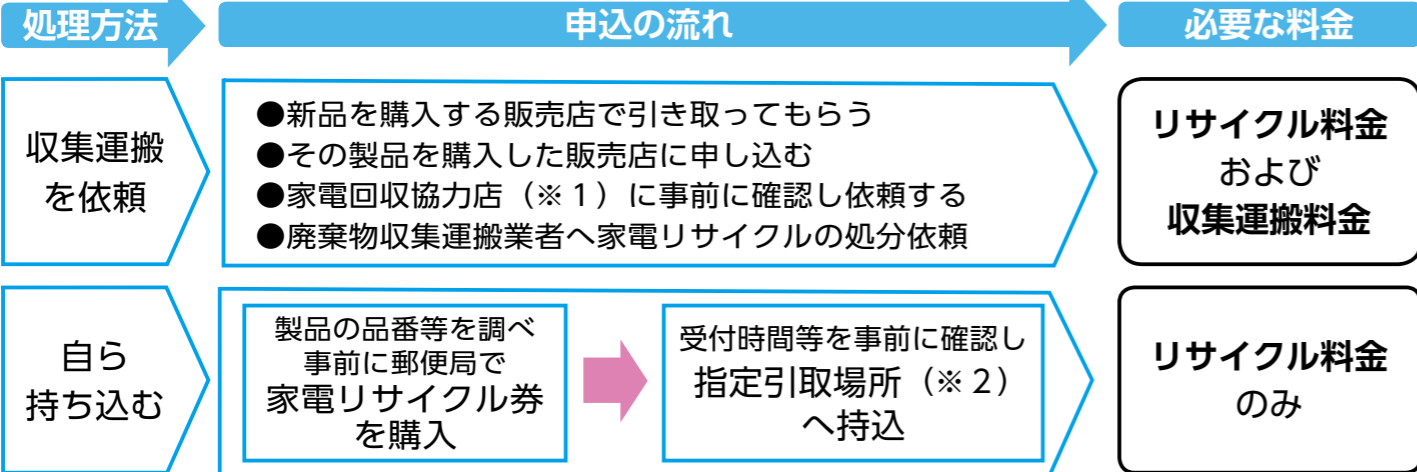 処理方法
申込の流れ
必要な料金
収集運搬
を依頼
●新品を購入する販売店で引き取ってもらう
●その製品を購入した販売店に申し込む
●家電回収協力店（※１）に事前に確認し依頼する
●廃棄物収集運搬業者へ家電リサイクルの処分依頼
リサイクル料金
および
収集運搬料金
自ら
持ち込む
製品の品番等を調べ
事前に郵便局で
家電リサイクル券
を購入
受付時間等を事前に確認し
指定引取場所（※２）
へ持込
リサイクル料金
のみ